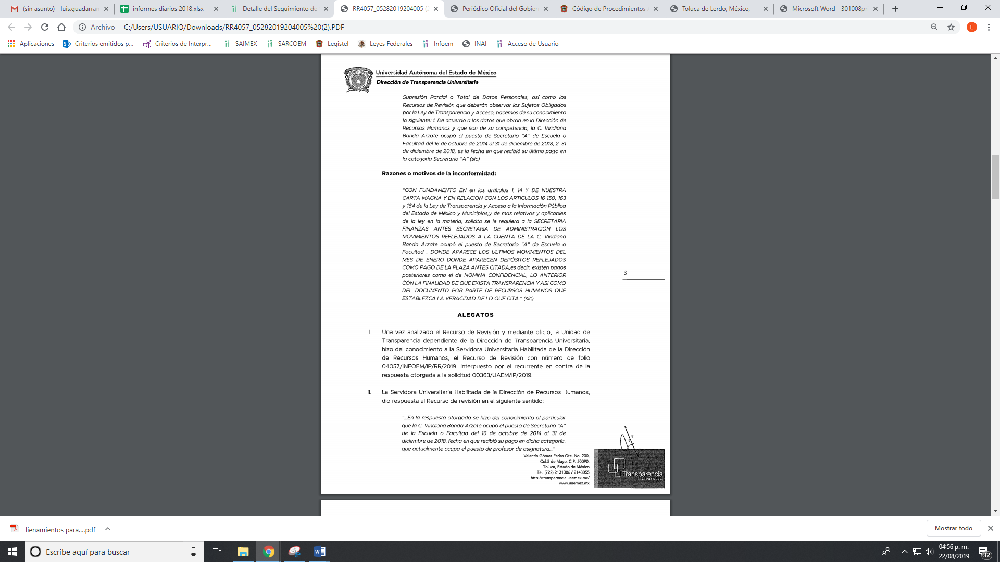 (sin asunto) - luis.guadarran
informes diarios 2018.xlsx -
Detalle del Seguimiento de
RR4057_05282019204005 (
Periódico Oficial del Gobiern
Código de Procedimientos
Toluca de Lerdo, México,
Microsoft Word - 301008pr
Archivo
C:/Users/USUARIO/Downloads/RR4057_05282019204005%20(2).PDF
L
Aplicaciones
Criterios emitidos p...
Criterios de Interpr...
SAIMEX
SARCOEM
Legistel
Leyes Federales
Infoem
INAI
Acceso de Usuario
Universidad Autónoma del Estado de México
Dirección de Transparencia Universitaria
Supresión Parcial o Total de Datos Personales, así como los
Recursos de Revisión que deberán observar los Sujetos Obligados
por la Ley de Transparencia y Acceso, hacemos de su conocimiento
lo siguiente: 1. De acuerdo a los datos que obran en la Dirección de
Recursos Humanos y que son de su competencia, la C. Viridiana
Banda Arzate ocupó el puesto de Secretario "A" de Escuela o
Facultad del 16 de octubre de 2014 al 31 de diciembre de 2018, 2. 31
de diciembre de 2018, es la fecha en que recibió su último pago en
la categoría Secretario "A" (sic)
Razones o motivos de la inconformidad:
"CON FUNDAMENTO EN en los artículos 1, 14 Y DE NUESTRA
CARTA MAGNA Y EN RELACION CON LOS ARTICULOS 16 150, 163
y 164 de la Ley de Transparencia y Acceso a la Información Pública
del Estado de México y Municipios,y de mas relativos y aplicables
de la ley en la materia, solicito se le requiera a la SECRETARIA
FINANZAS ANTES SECRETARIA DE ADMINISTRACIÓN LOS
MOVIMIENTOS REFLEJADOS A LA CUENTA DE LA C. Viridiana
Banda Arzate ocupó el puesto de Secretario "A" de Escuela o
Facultad , DONDE APARECE LOS ULTIMOS MOVIMIENTOS DEL
MES DE ENERO DONDE APARECEN DEPÓSITOS REFLEJADOS
COMO PAGO DE LA PLAZA ANTES CITADA,es decir, existen pagos
posteriores como el de NOMINA CONFIDENCIAL, LO ANTERIOR
CON LA FINALIDAD DE QUE EXISTA TRANSPARENCIA Y ASI COMO
DEL DOCUMENTO POR PARTE DE RECURSOS HUMANOS QUE
ESTABLEZCA LA VERACIDAD DE LO QUE CITA." (sic)
3
ALEGATOS
I. Una vez analizado el Recurso de Revisión y mediante oficio, la Unidad de
Transparencia dependiente de la Dirección de Transparencia Universitaria,
hizo del conocimiento a la Servidora Universitaria Habilitada de la Dirección
de Recursos Humanos, el Recurso de Revisión con número de folio
04057/INFOEM/IP/RR/2019, interpuesto por el recurrente en contra de la
respuesta otorgada a la solicitud 00363/UAEM/IP/2019.
II. La Servidora Universitaria Habilitada de la Dirección de Recursos Humanos,
dio respuesta al Recurso de revisión en el siguiente sentido:
"...En la respuesta otorgada se hizo del conocimiento al particular
que la C. Viridiana Banda Arzate ocupó el puesto de Secretario "A"
de la Escuela o Facultad del 16 de octubre de 2014 al 31 de
diciembre de 2018, fecha en que recibió su pago en dicha categoría,
que actualmente ocupa el puesto de profesor de asignatura..."
Valentín Gómez Farías Ote. No. 200,
Col.5 de Mayo. C.P. 50090.
Toluca, Estado de México
Tel. (722) 2131086 / 2143055
http://transparencia.uaemex.mx/
www.uaemex.mx
Transparencia
Universitaria
lienamientos para....pdf
Mostrar todo
Escribe aquí para buscar
04:56 p. m.
22/08/2019
32